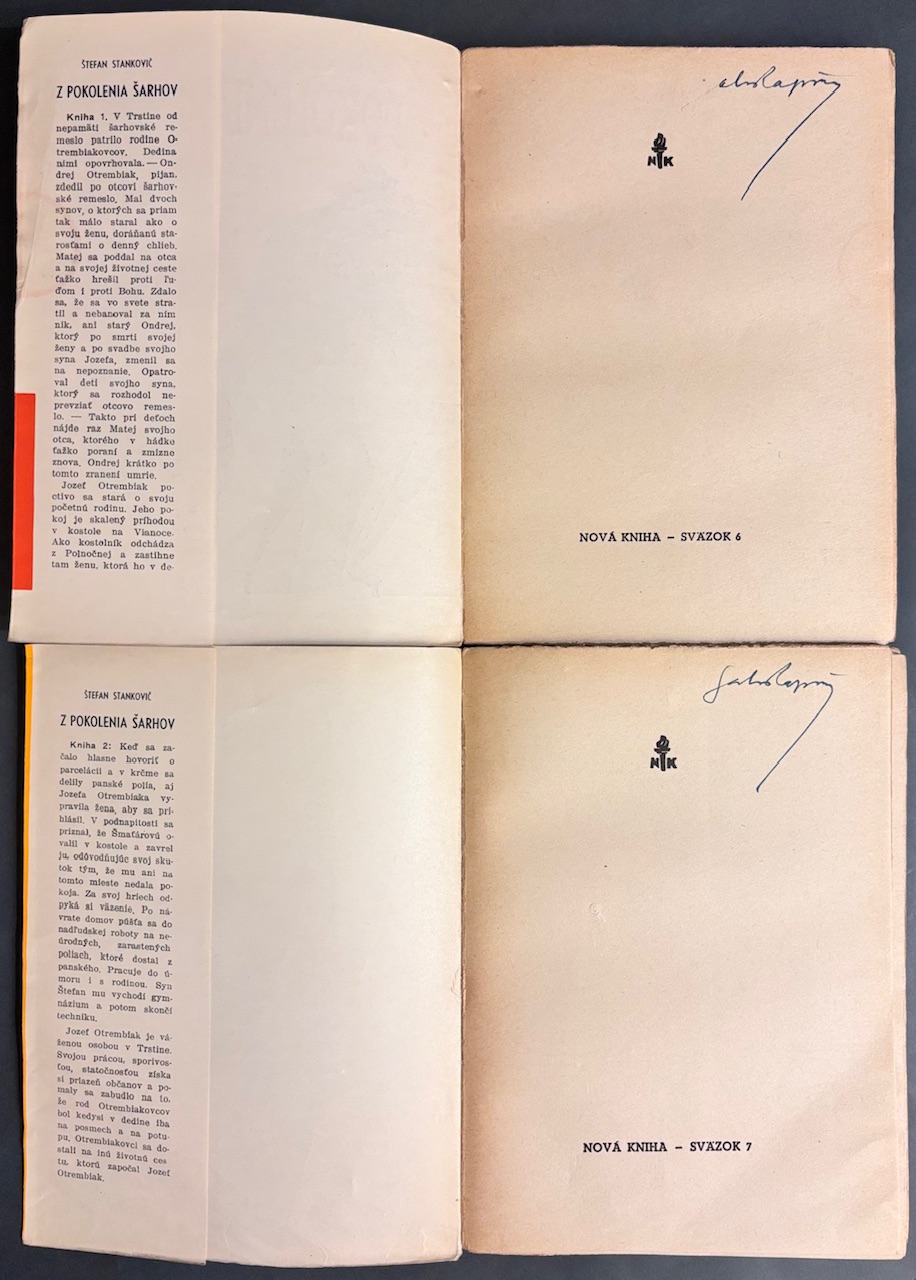 ŠTEFAN STANKOVIČ
Z POKOLENIA ŠARHOV
Kniha 1. V Trstine od
nepamäti šarhovské re-
meslo patrilo rodine O-
trembiakovcov. Dedina
nimi opovrhovala. — On-
drej Otrembiak, pijan,
zdedil po otcovi šarhov-
ské remeslo. Mal dvoch
synov, o ktorých sa priam
tak málo staral ako o
svoju ženu, doráňanú sta-
rosťami o denný chlieb.
Matej sa poddal na otca
a na svojej životnej ceste
ťažko hrešil proti ľu-
ďom i proti Bohu. Zdalo
sa, že sa vo svete stra-
til a nebanoval za ním
nik, ani starý Ondrej,
ktorý po smrti svojej
ženy a po svadbe svojho
syna Jozefa, zmenil sa
na nepoznanie. Opatro-
val deti svojho syna,
ktorý sa rozhodol ne-
prevziať otcovo remes-
lo. — Takto pri deťoch
nájde raz Matej svojho
otca, ktorého v hádke
ťažko poraní a zmizne
znova. Ondrej krátko po
tomto zranení umrie.
Jozef Otrembiak po-
ctivo sa stará o svoju
početnú rodinu. Jeho po-
koj je skalený príhodou
v kostole na Vianoce.
Ako kostolník odchádza
z Polnočnej a zastihne
tam ženu, ktorá ho v de-
NK
NOVÁ KNIHA – SVÄZOK 6
ŠTEFAN STANKOVIČ
Z POKOLENIA ŠARHOV
Kniha 2: Keď sa za-
čalo hlasne hovoriť o
parcelácii a v krčme sa
delily panské polia, aj
Jozefa Otrembiaka vy-
pravila žena, aby sa pri-
hlásil. V podnapitosti sa
priznal, že Šmatárovú o-
valil v kostole a zavrel
ju, odôvodňujúc svoj sku-
tok tým, že mu ani na
tomto mieste nedala po-
koja. Za svoj hriech od-
pyká si väzenie. Po ná-
vrate domov púšťa sa do
nadľudskej roboty na ne-
úrodných, zarastených
poliach, ktoré dostal z
panského. Pracuje do ú-
moru i s rodinou. Syn
Štefan mu vychodí gym-
názium a potom skončí
techniku.
Jozef Otrembiak je vá-
ženou osobou v Trstine.
Svojou prácou, sporivos-
ťou, statočnosťou získa
si priazeň občanov a po-
maly sa zabudlo na to,
že rod Otrembiakovcov
bol kedysi v dedine iba
na posmech a na potu-
pu. Otrembiakovci sa do-
stali na inú životnú ces
tu, ktorú započal Jozef
Otrembiak.
NK
NOVÁ KNIHA – SVÄZOK 7